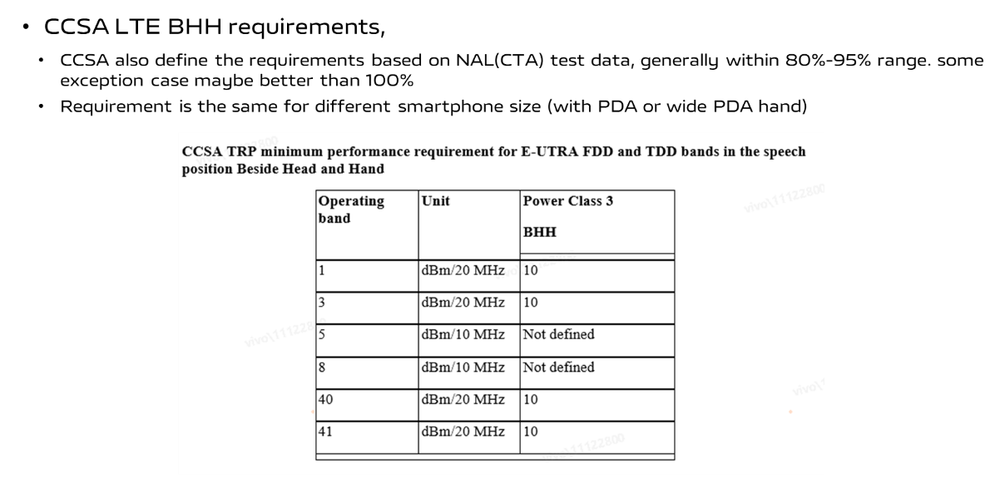 • CCSA LTE BHH requirements,
• CCSA also define the requirements based on NAL(CTA) test data, generally within 80%-95% range. some
exception case maybe better than 100%
• Requirement is the same for different smartphone size (with PDA or wide PDA hand)
CCSA TRP minimum performance requirement for E-UTRA FDD and TDD bands in the speech
position Beside Head and Hand
Operating band Unit Power Class 3 BHH
1 dBm/20 MHz 10
3 dBm/20 MHz 10
5 dBm/10 MHz Not defined
8 dBm/10 MHz Not defined
40 dBm/20 MHz 10
41 dBm/20 MHz 10
vivo\11122800